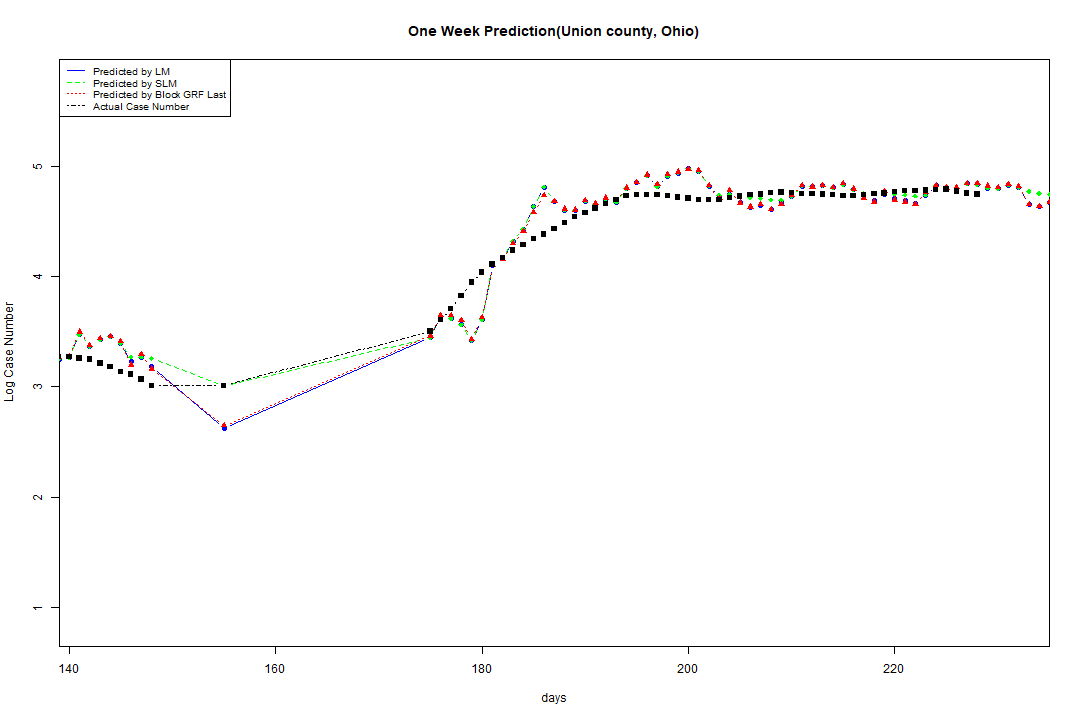 One Week Prediction(Union county, Ohio)
Predicted by LM
Predicted by SLM
Predicted by Block GRF Last
Actual Case Number
5
4
3
2
1
Log Case Number
140 160 180 200 220
days